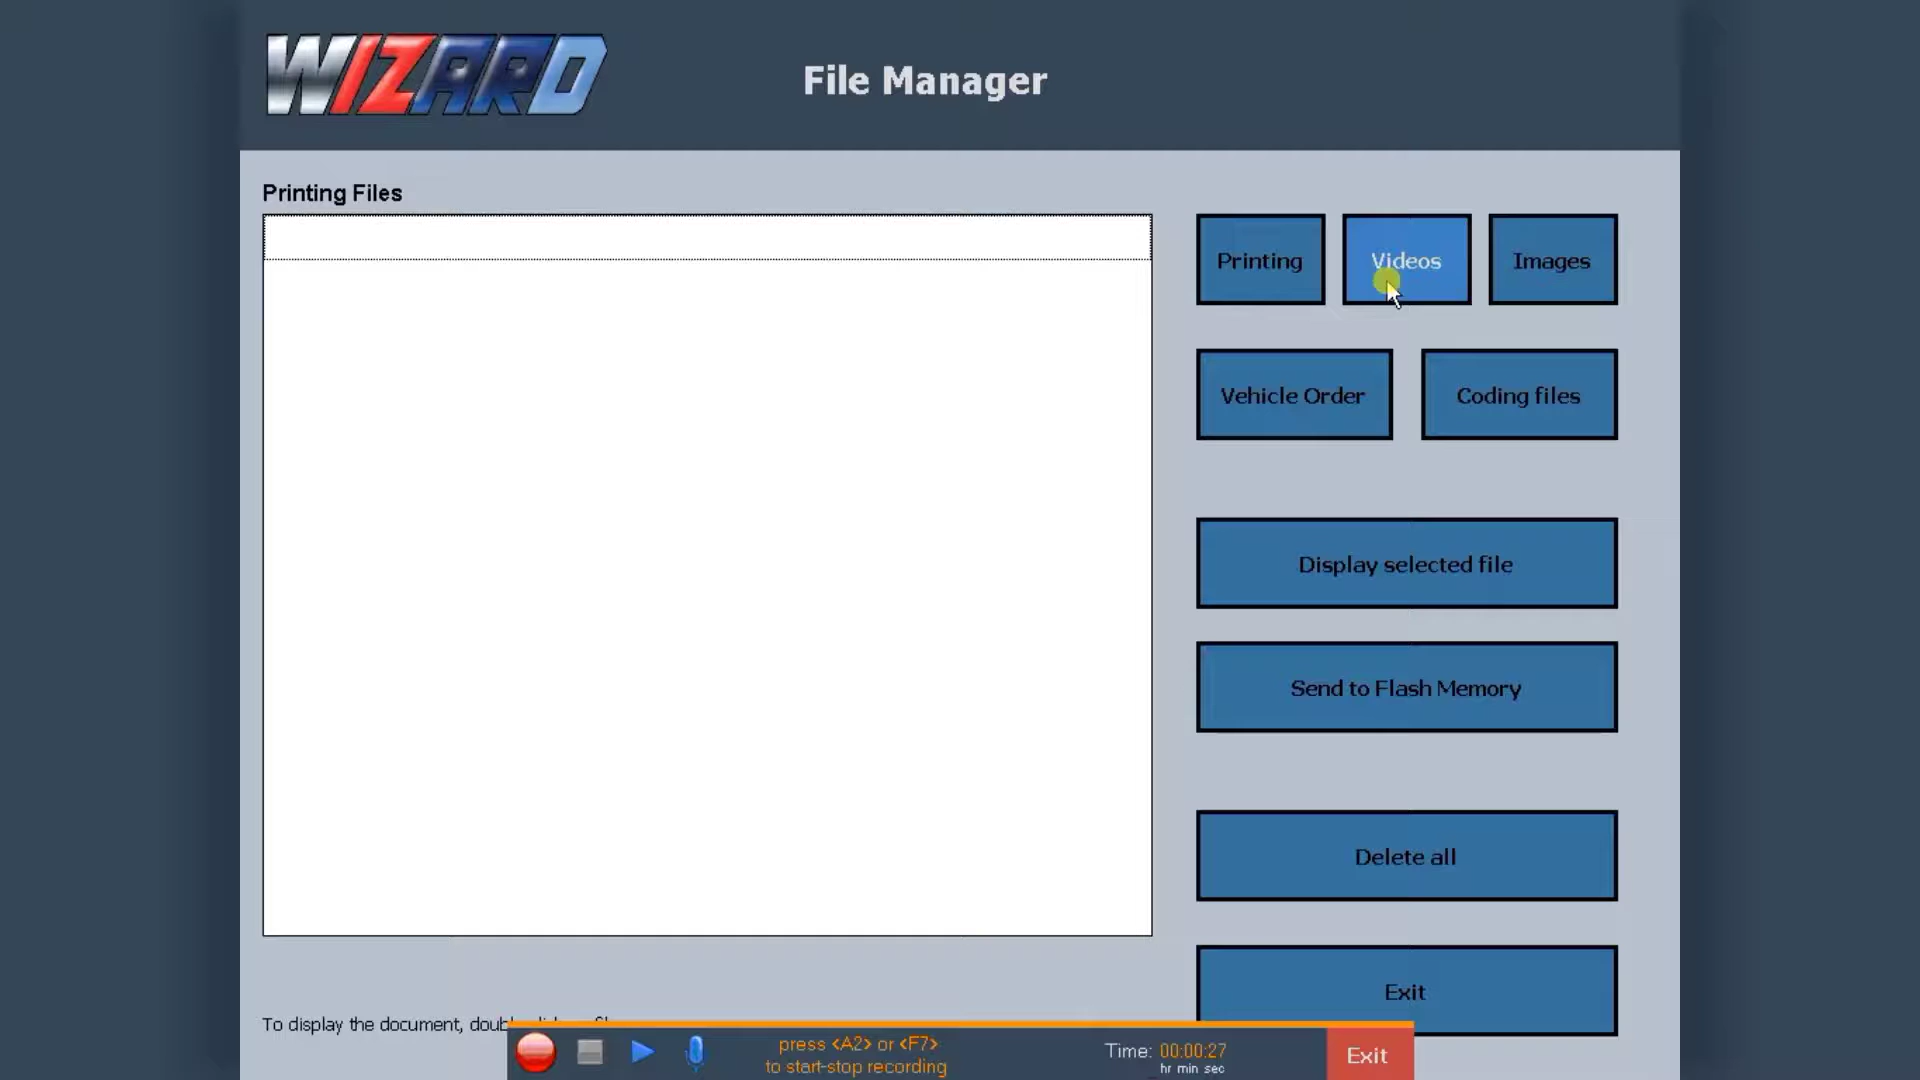 WIZARD
File Manager
Printing Files
Printing
Videos
Images
Vehicle Order
Coding files
Display selected file
Send to Flash Memory
Delete all
Exit
To display the document,
press <A2> or <F7>
to start-stop recording
Time: 00:00:27
hr min sec
Exit